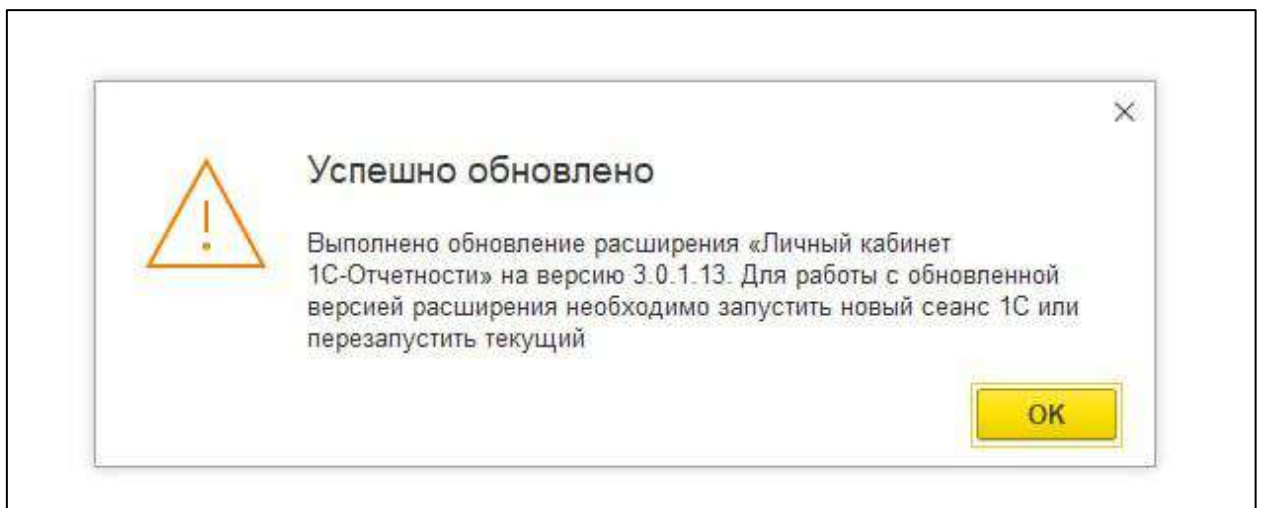 Успешно обновлено
Выполнено обновление расширения «Личный кабинет
1С-Отчетности» на версию 3.0.1.13. Для работы с обновленной
версией расширения необходимо запустить новый сеанс 1С или
перезапустить текущий
ОК